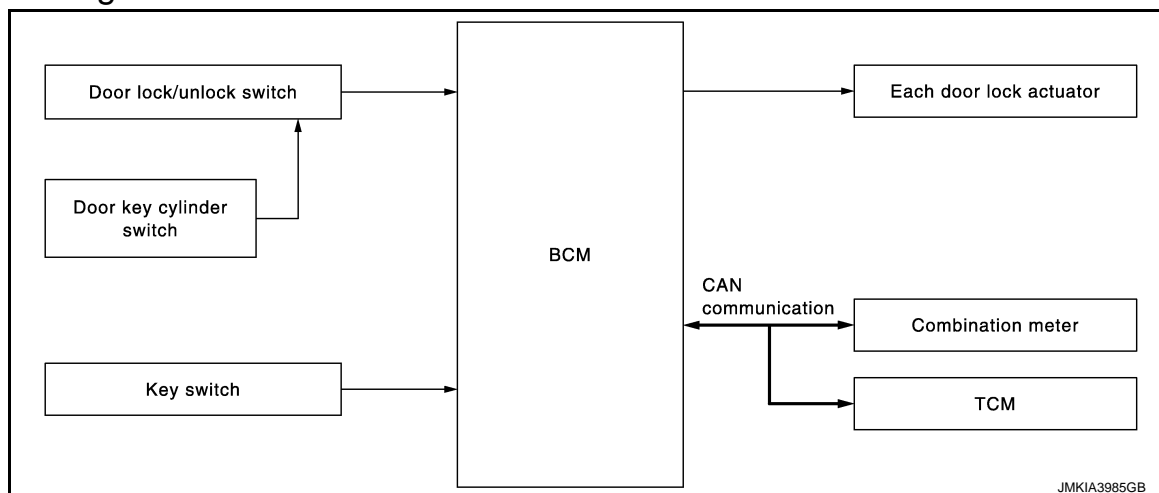 Door lock/unlock switch
Each door lock actuator
Door key cylinder
switch
BCM
CAN
communication
Combination meter
Key switch
TCM
JMKIA3985GB